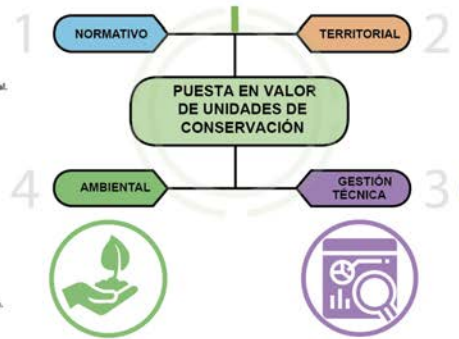 1
NORMATIVO
TERRITORIAL
2
PUESTA EN VALOR
DE UNIDADES DE
CONSERVACIÓN
4
AMBIENTAL
GESTIÓN
TÉCNICA
3